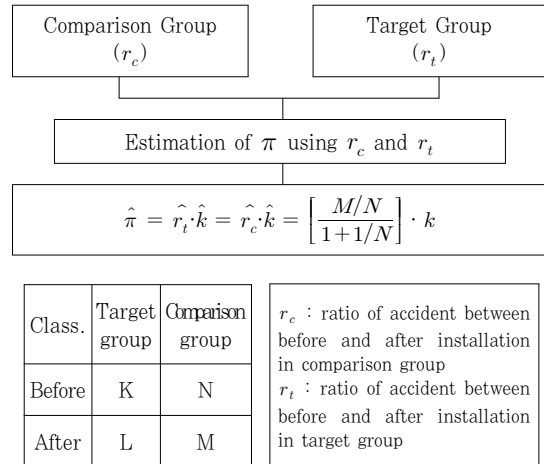 Comparison Group
(r_c)
Target Group
(r_t)
Estimation of π using r_c and r_t
π̂ = r̂_t·k̂ = r̂_c·k̂ = [ (M/N) / (1+1/N) ] · k
Class.
Target group
Comparison group
Before
K
N
After
L
M
r_c : ratio of accident between
before and after installation
in comparison group
r_t : ratio of accident between
before and after installation
in target group